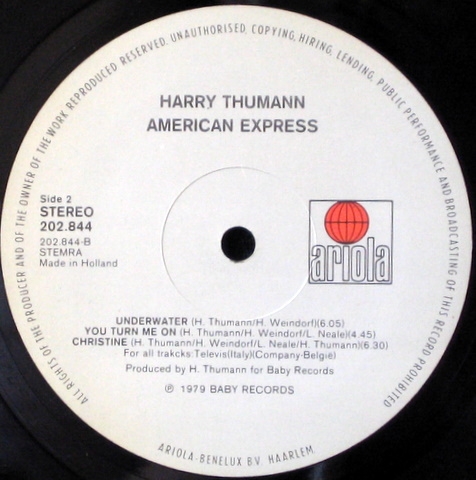 ALL RIGHTS OF THE PRODUCER AND OF THE OWNER OF THE WORK REPRODUCED RESERVED. UNAUTHORISED, COPYING, HIRING, LENDING, PUBLIC PERFORMANCE AND BROADCASTING OF THIS RECORD PROHIBITED
HARRY THUMANN
AMERICAN EXPRESS
Side 2
STEREO
202.844
202.844-B
STEMRA
Made in Holland
ariola
UNDERWATER (H. Thumann/H. Weindorf)(6.05)
YOU TURN ME ON (H. Thumann/H. Weindorf/L. Neale)(4.45)
CHRISTINE (H. Thumann/H.Weindorf/L. Neale/H. Thumann)(6.30)
For all trakcks:Televis(Italy)(Company-België)
Produced by H. Thumann for Baby Records
℗ 1979 BABY RECORDS
ARIOLA-BENELUX B.V. HAARLEM